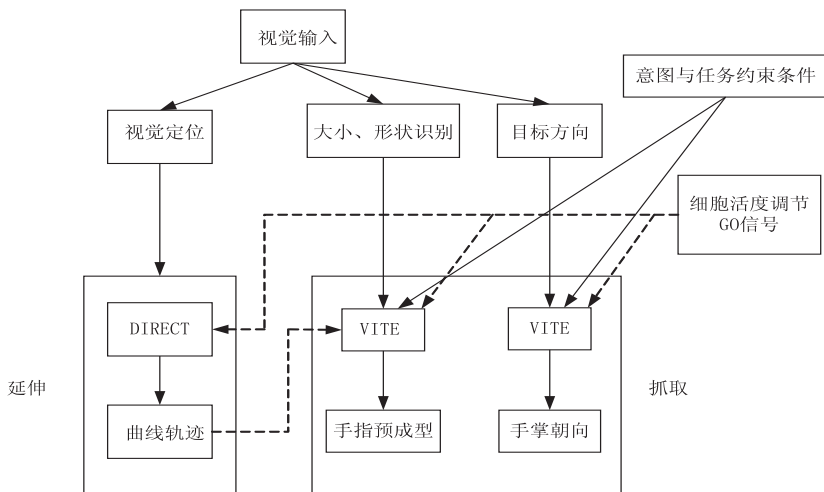 视觉输入
意图与任务约束条件
视觉定位
大小、形状识别
目标方向
细胞活度调节
GO信号
DIRECT
VITE
VITE
延伸
抓取
曲线轨迹
手指预成型
手掌朝向